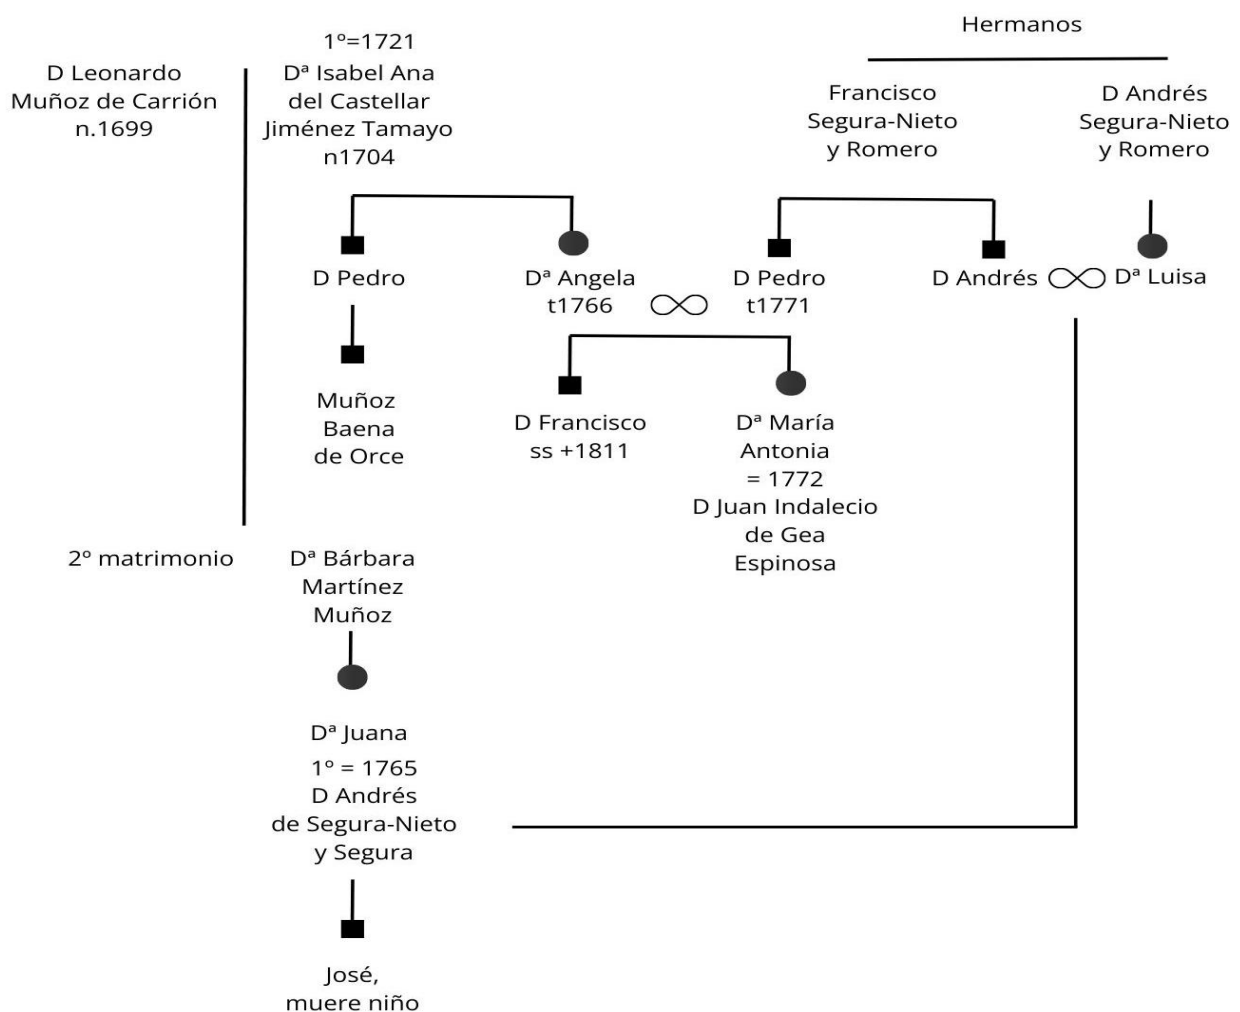 Hermanos
1º=1721
D Leonardo
Muñoz de Carrión
n.1699
Dª Isabel Ana
del Castellar
Jiménez Tamayo
n1704
Francisco
Segura-Nieto
y Romero
D Andrés
Segura-Nieto
y Romero
D Pedro
Dª Angela
t1766
D Pedro
t1771
D Andrés
Dª Luisa
Muñoz
Baena
de Orce
D Francisco
ss +1811
Dª María
Antonia
= 1772
D Juan Indalecio
de Gea
Espinosa
2º matrimonio
Dª Bárbara
Martínez
Muñoz
Dª Juana
1º = 1765
D Andrés
de Segura-Nieto
y Segura
José,
muere niño